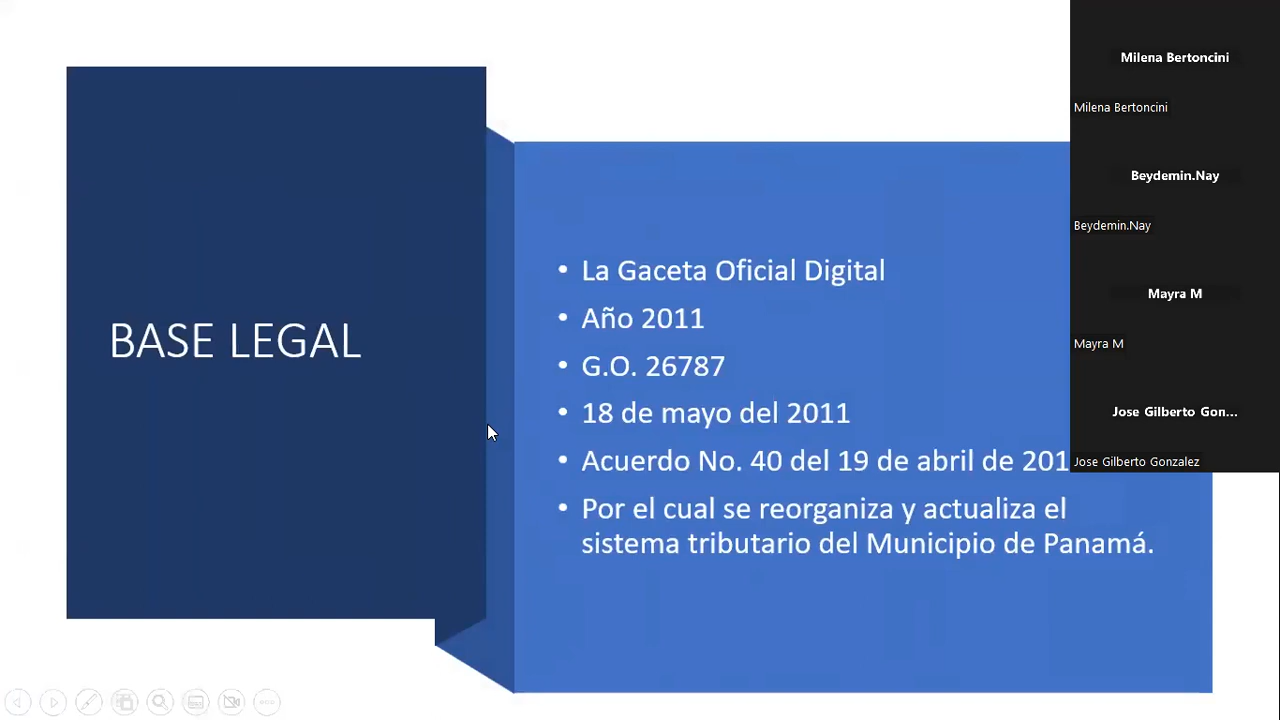 BASE LEGAL
• La Gaceta Oficial Digital
• Año 2011
• G.O. 26787
• 18 de mayo del 2011
• Acuerdo No. 40 del 19 de abril de 201
• Por el cual se reorganiza y actualiza el
sistema tributario del Municipio de Panamá.
Milena Bertoncini
Milena Bertoncini
Beydemin.Nay
Beydemin.Nay
Mayra M
Mayra M
Jose Gilberto Gon...
Jose Gilberto Gonzalez